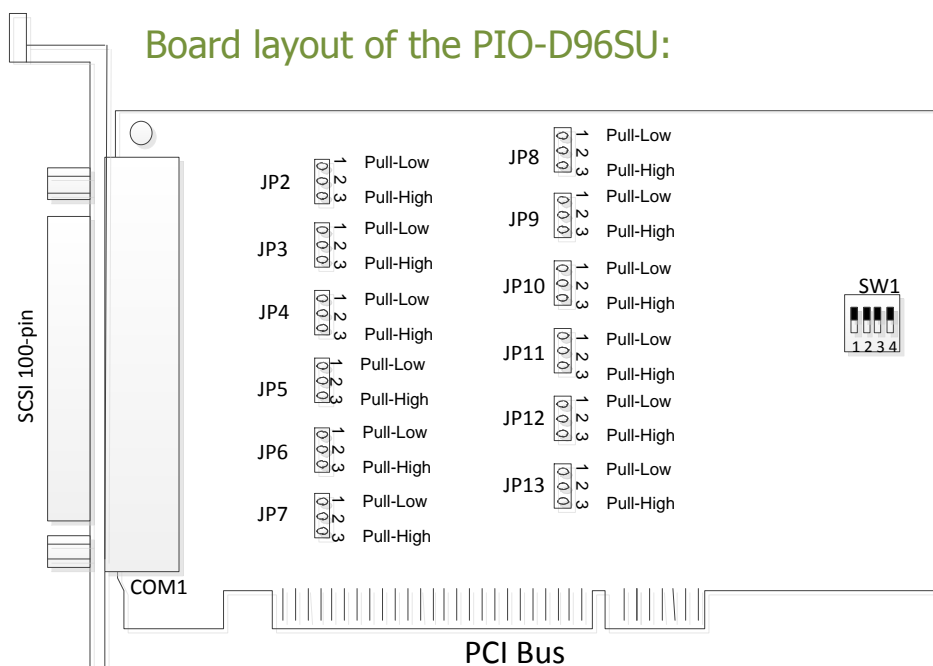 Board layout of the PIO-D96SU:
SCSI 100-pin
COM1
JP2
1 Pull-Low
2
3 Pull-High
JP3
1 Pull-Low
2
3 Pull-High
JP4
1 Pull-Low
2
3 Pull-High
JP5
1 Pull-Low
2
3 Pull-High
JP6
1 Pull-Low
2
3 Pull-High
JP7
1 Pull-Low
2
3 Pull-High
JP8
1 Pull-Low
2
3 Pull-High
JP9
1 Pull-Low
2
3 Pull-High
JP10
1 Pull-Low
2
3 Pull-High
JP11
1 Pull-Low
2
3 Pull-High
JP12
1 Pull-Low
2
3 Pull-High
JP13
1 Pull-Low
2
3 Pull-High
SW1
1 2 3 4
PCI Bus